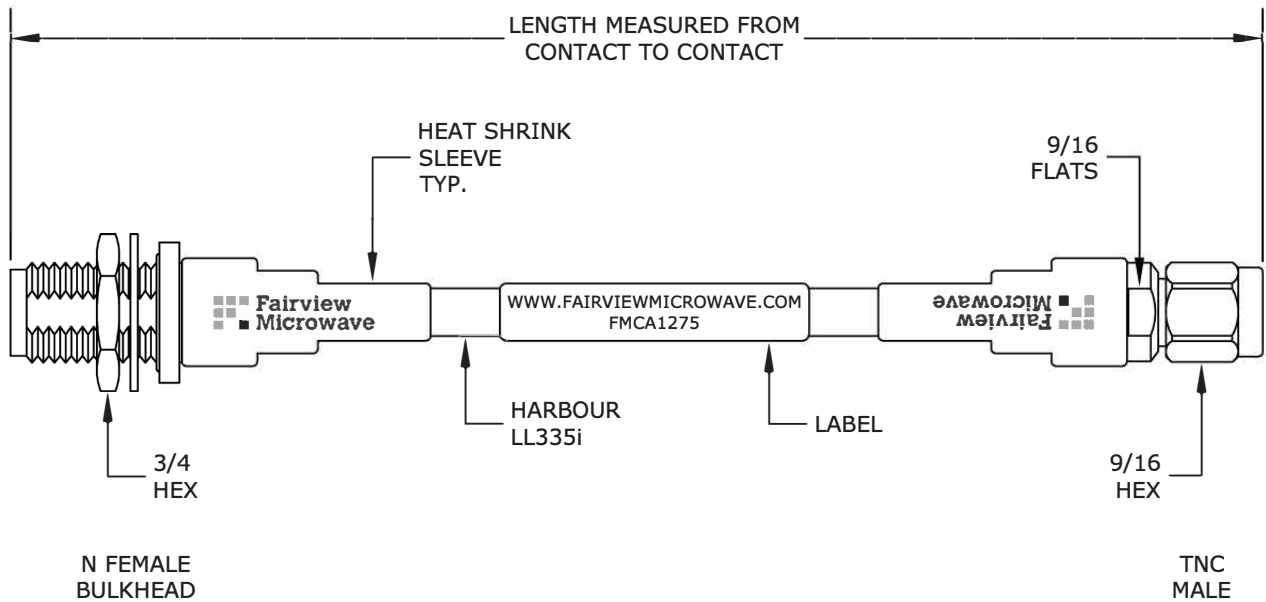 LENGTH MEASURED FROM
CONTACT TO CONTACT
HEAT SHRINK
SLEEVE
TYP.
9/16
FLATS
Fairview
Microwave
WWW.FAIRVIEWMICROWAVE.COM
FMCA1275
Fairview
Microwave
HARBOUR
LL335i
LABEL
3/4
HEX
9/16
HEX
N FEMALE
BULKHEAD
TNC
MALE